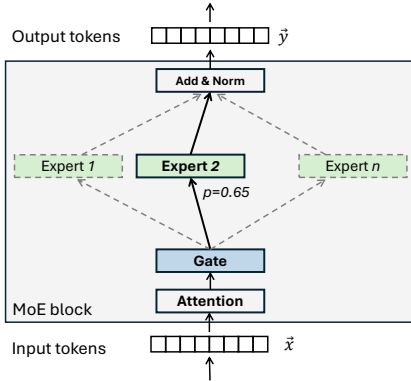 Output tokens
y⃗
Add & Norm
Expert 1
Expert 2
Expert n
p=0.65
Gate
Attention
MoE block
Input tokens
x⃗